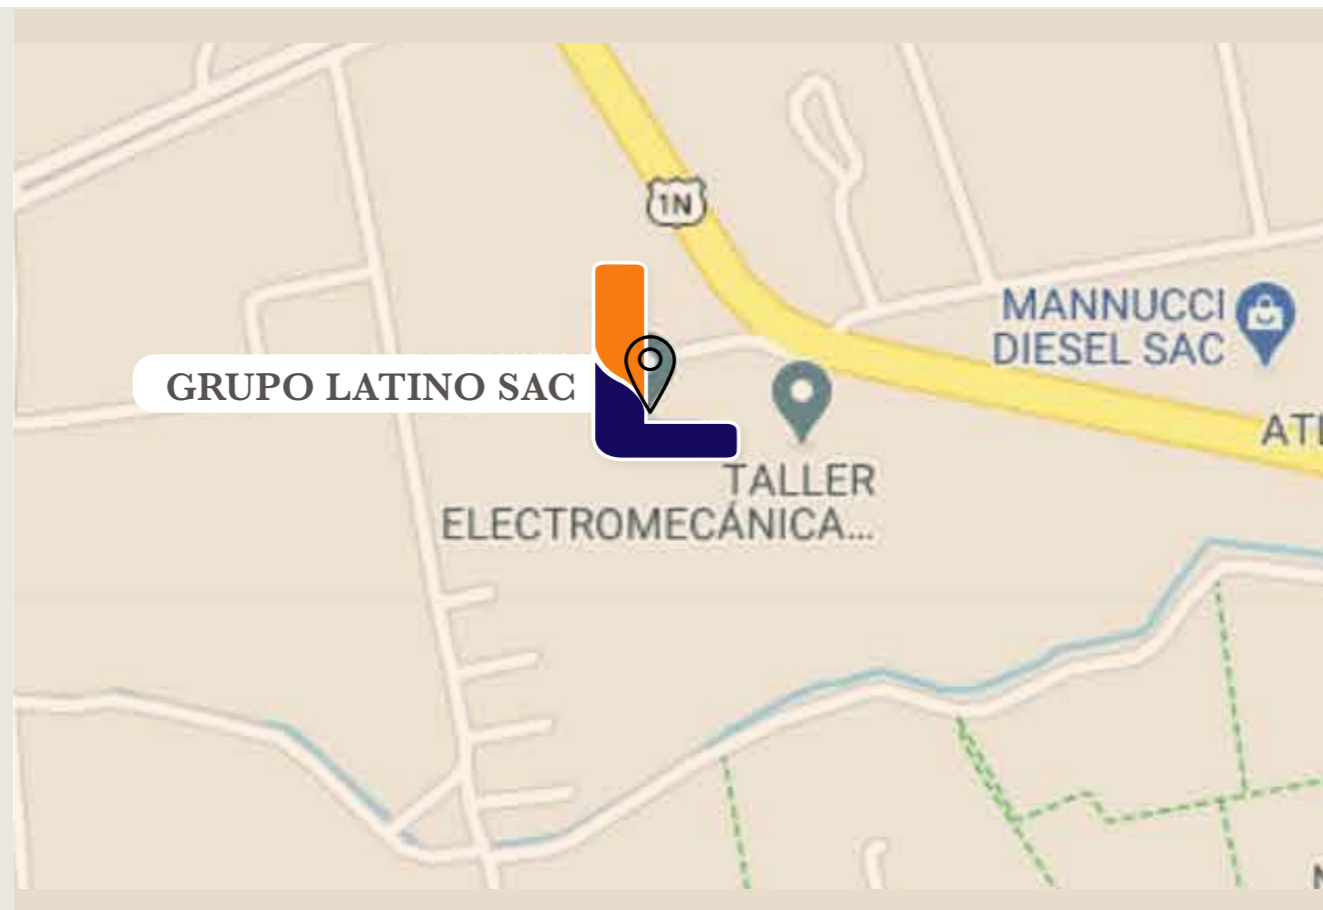 1N
MANNUCCI
DIESEL SAC
GRUPO LATINO SAC
TALLER
ELECTROMECÁNICA...